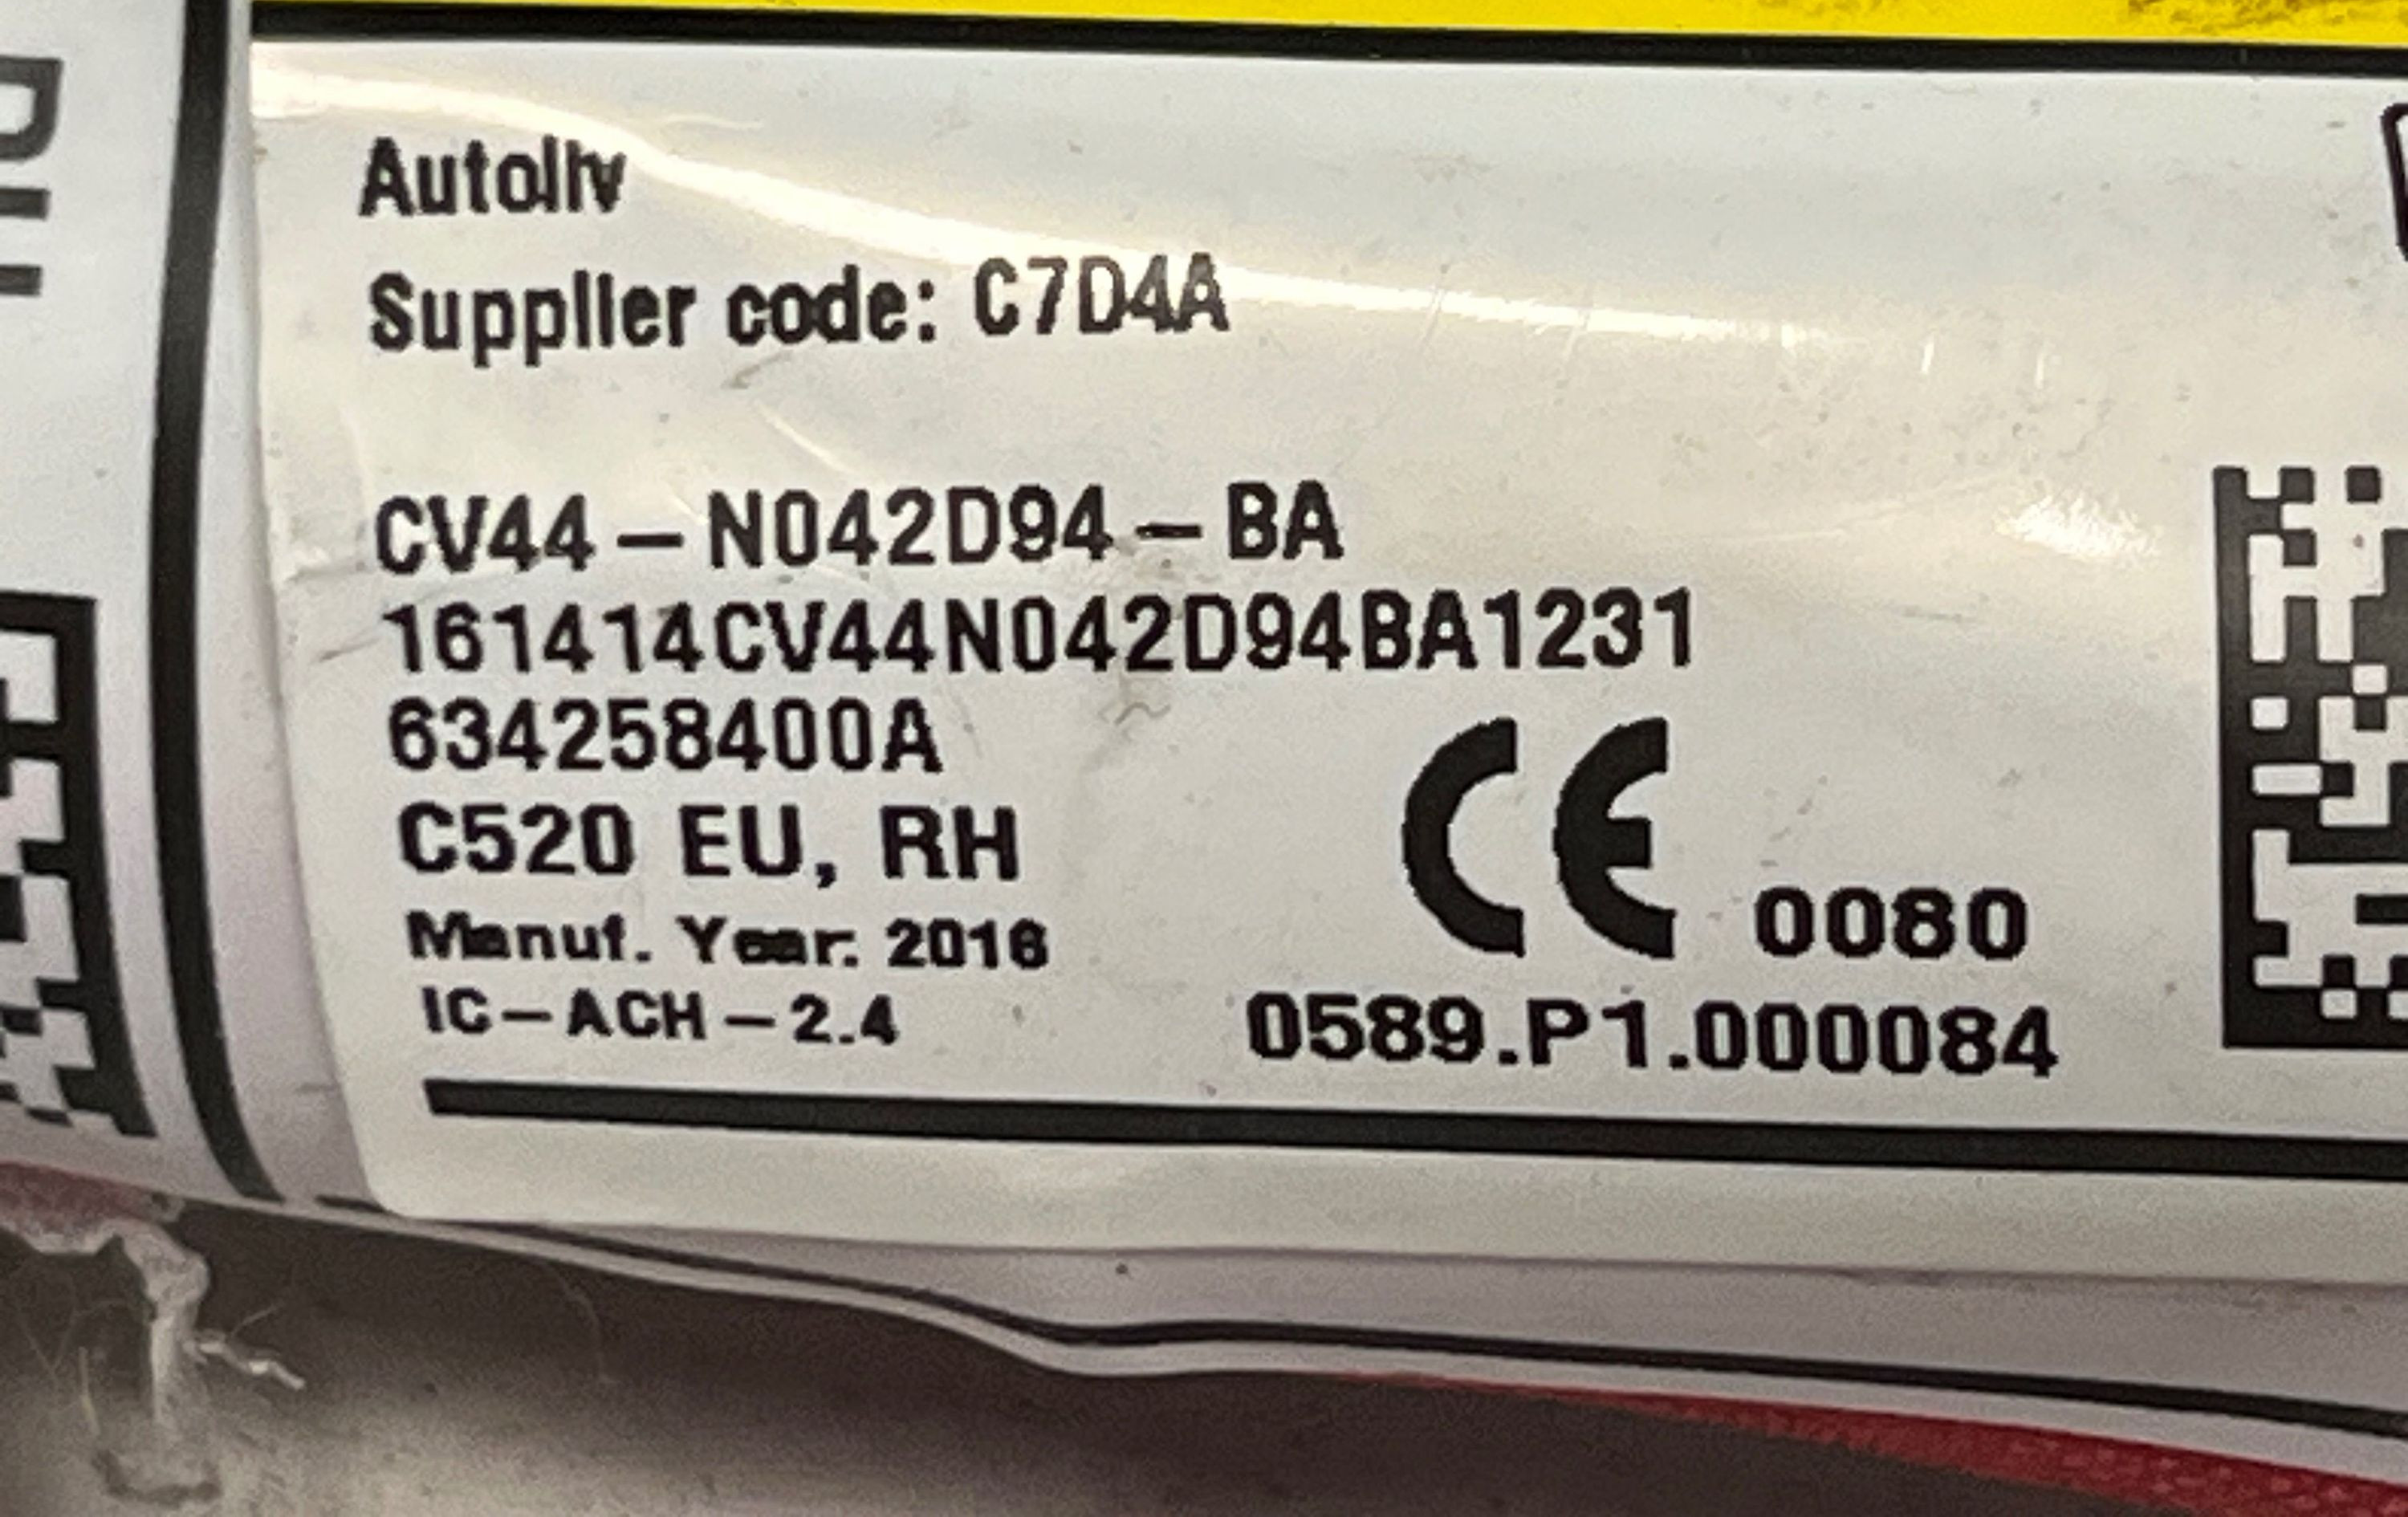 Autoliv
Supplier code: C7D4A
CV44-N042D94-BA
161414CV44N042D94BA1231
634258400A
C520 EU, RH
Manuf. Year: 2016
IC-ACH-2.4
CE 0080
0589.P1.000084